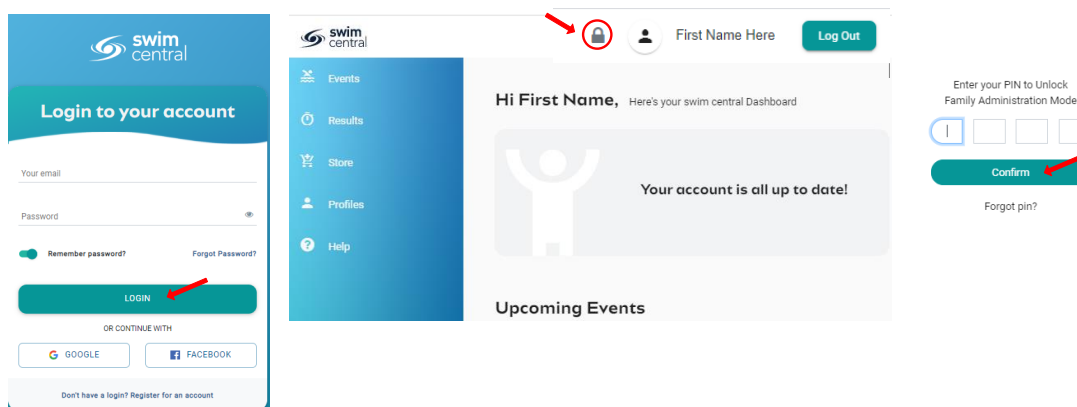 swim
central
Login to your account
Your email
Password
Remember password?
Forgot Password?
LOGIN
OR CONTINUE WITH
GOOGLE
FACEBOOK
Don't have a login? Register for an account
swim
central
First Name Here
Log Out
Events
Results
Store
Profiles
Help
Hi First Name, Here's your swim central Dashboard
Your account is all up to date!
Upcoming Events
Enter your PIN to Unlock
Family Administration Mode
Confirm
Forgot pin?